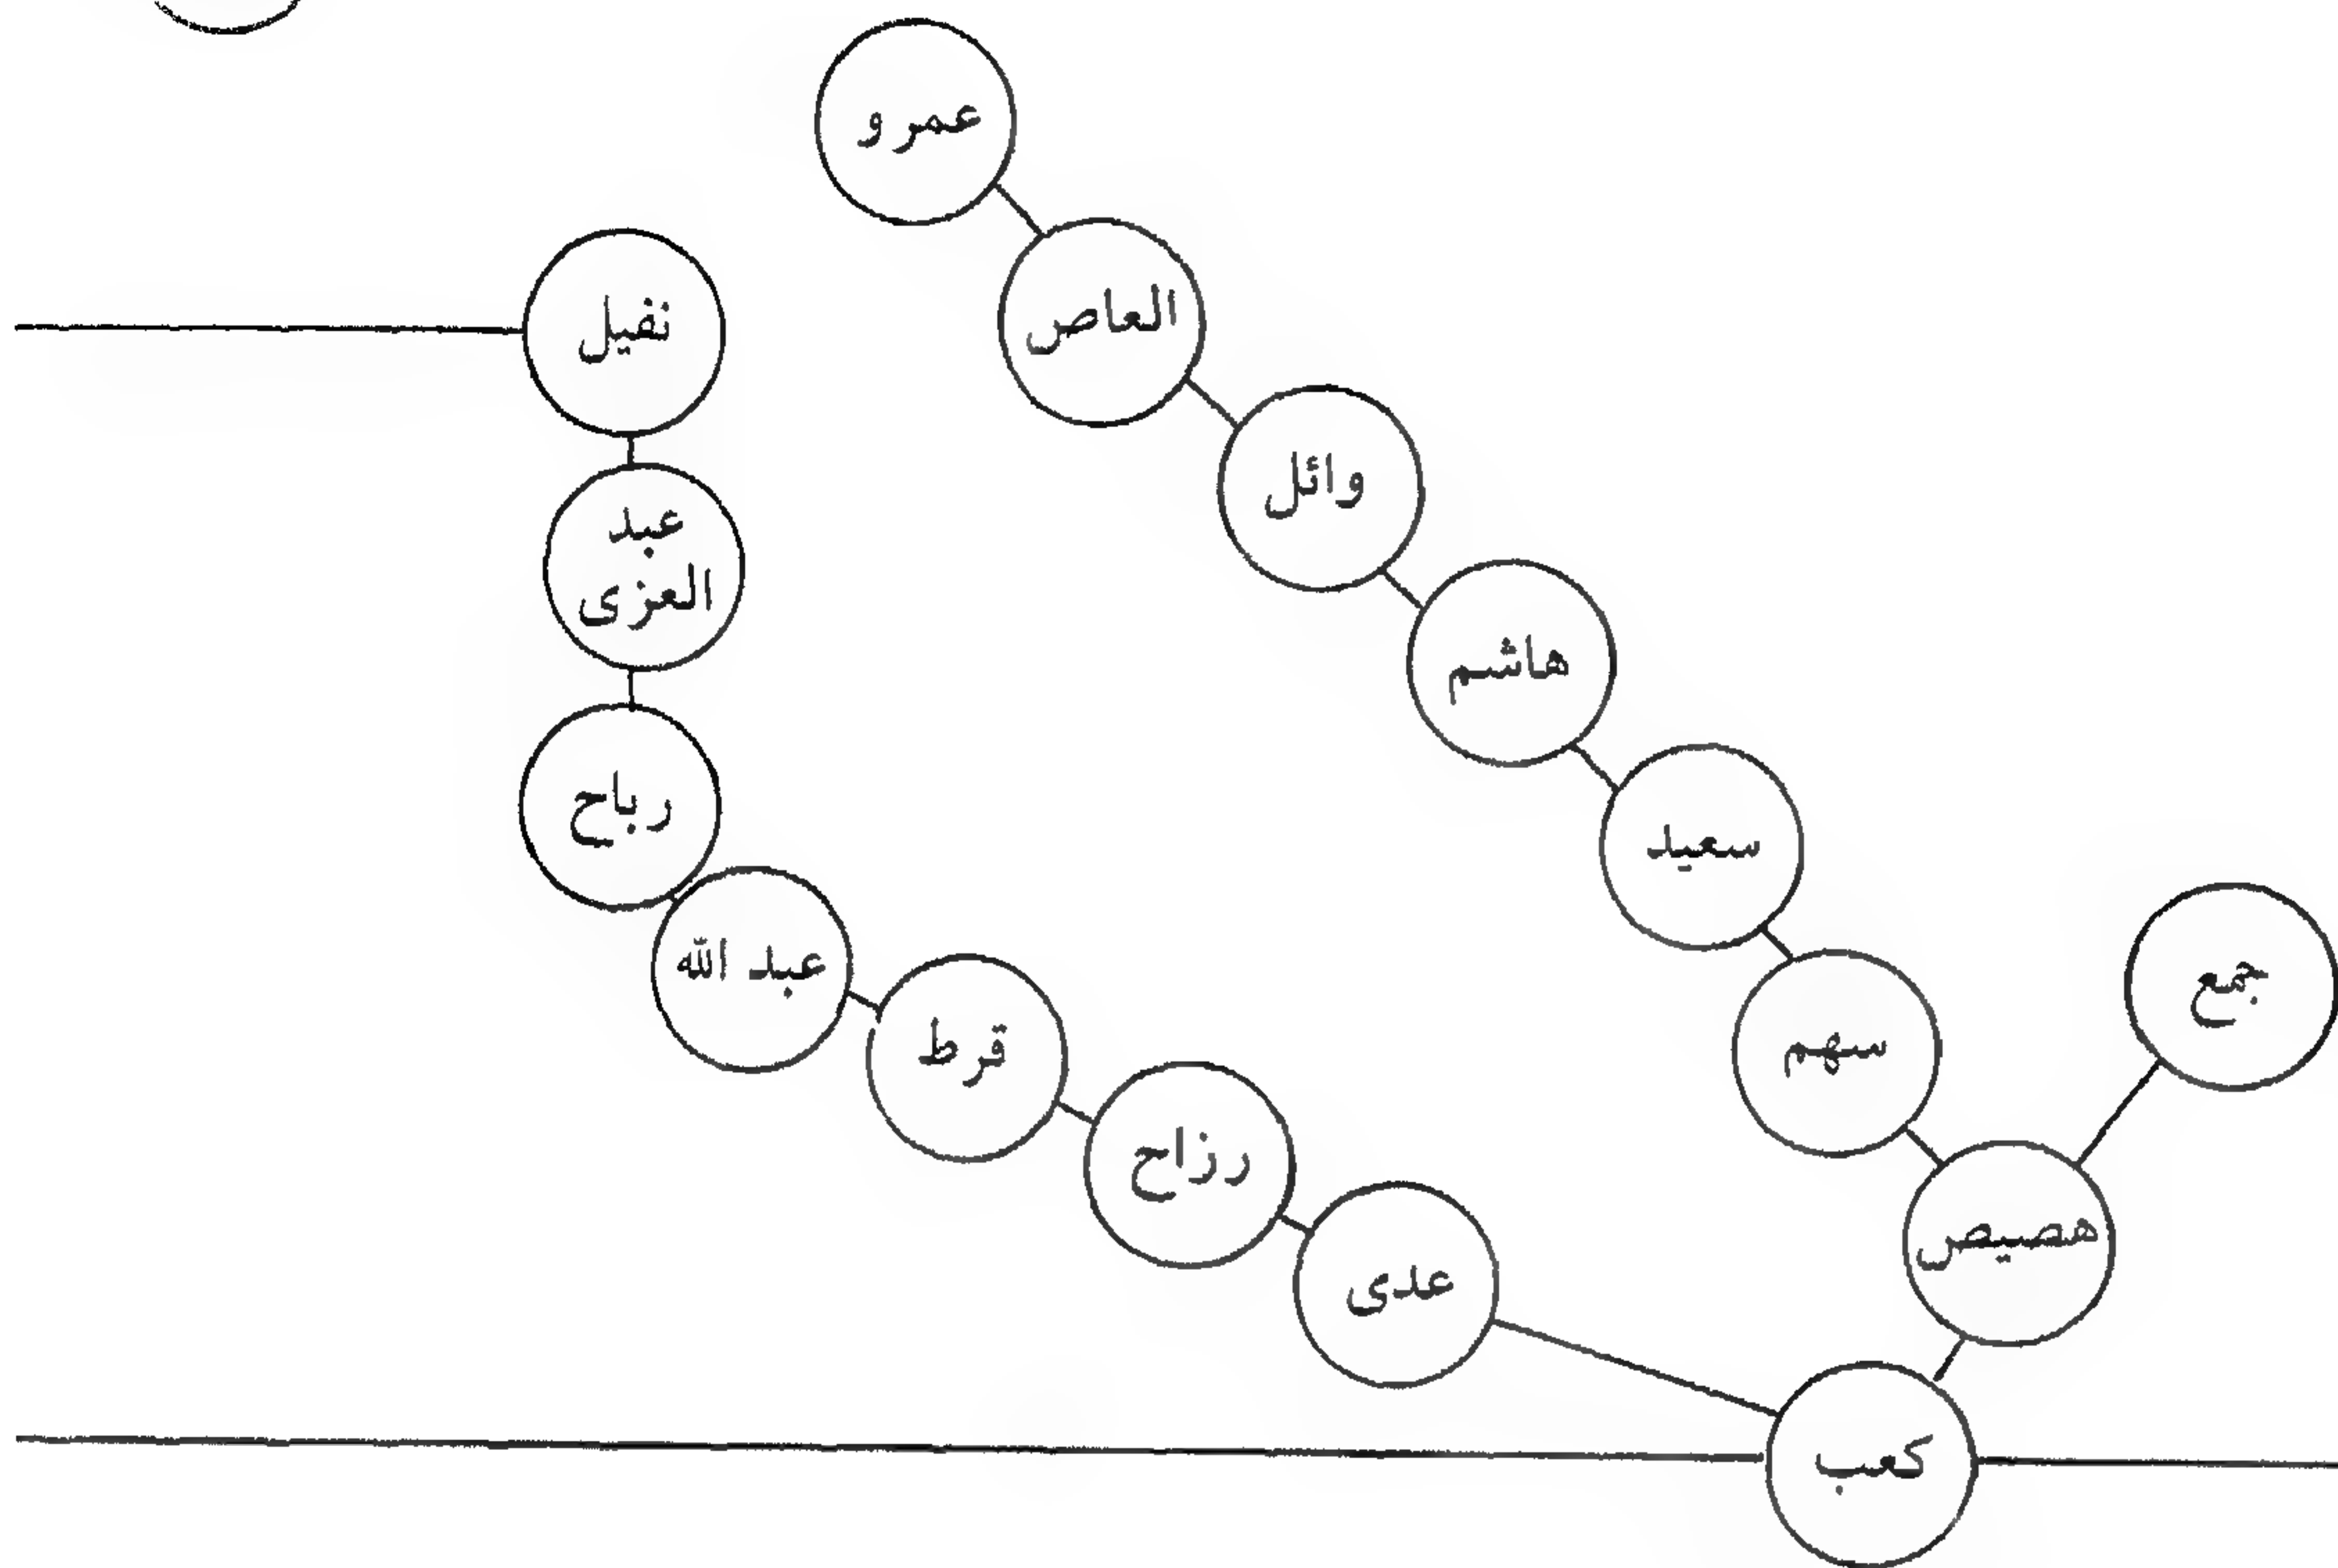 عمرو
العاص
نفيل
وائل
عبد
العزى
هاشم
رباح
سعيد
عبد الله
جمع
سهم
قرط
رزاح
هصيص
عدى
كعب